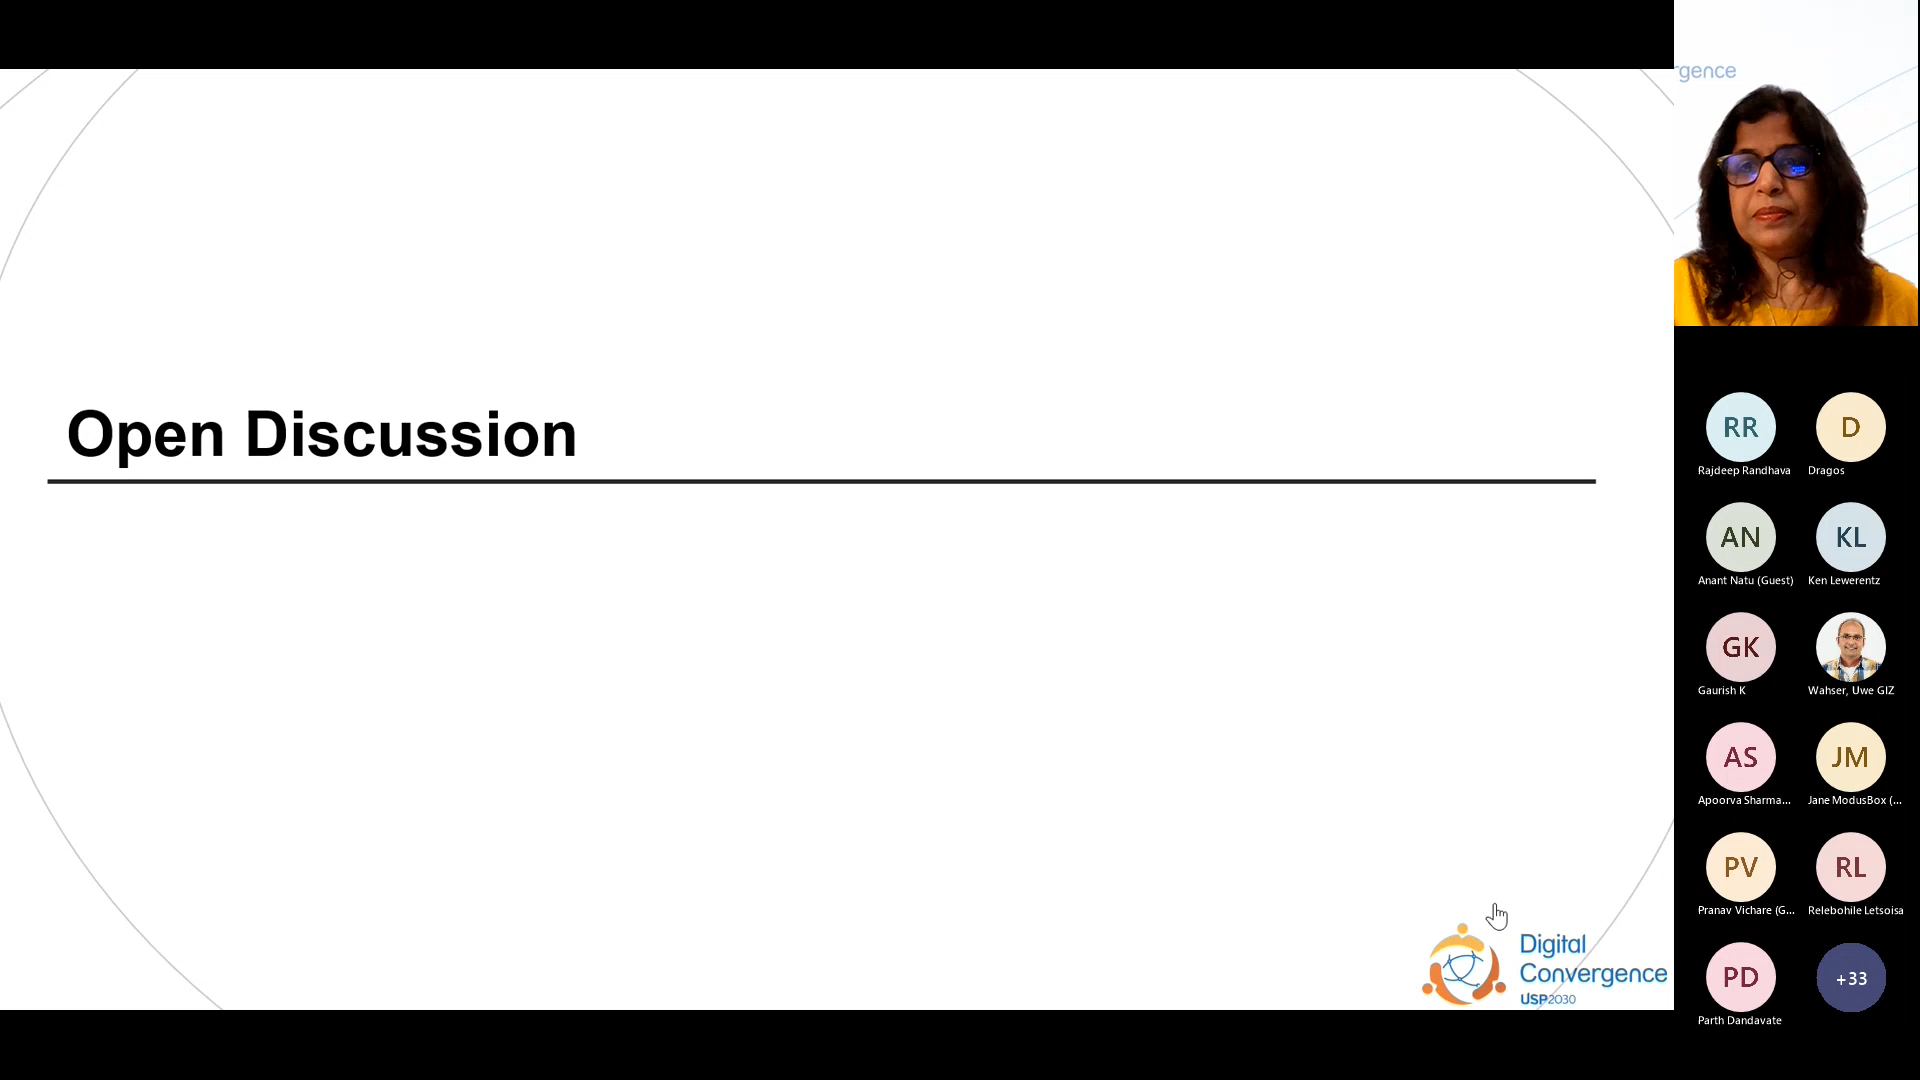 gence
Open Discussion
Digital
Convergence
USP2030
RR
D
Rajdeep Randhava
Dragos
AN
KL
Anant Natu (Guest)
Ken Lewerentz
GK
Gaurish K
Wahser, Uwe GIZ
AS
JM
Apoorva Sharma...
Jane ModusBox (...
PV
RL
Pranav Vichare (G...
Relebohile Letsoisa
PD
+33
Parth Dandavate